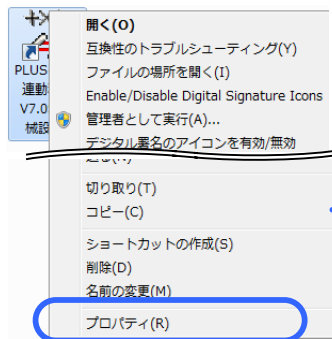 PLUS
連動
V7.0
械設
開く(O)
互換性のトラブルシューティング(Y)
ファイルの場所を開く(I)
Enable/Disable Digital Signature Icons
管理者として実行(A)...
デジタル署名のアイコンを有効/無効
切り取り(T)
コピー(C)
ショートカットの作成(S)
削除(D)
名前の変更(M)
プロパティ(R)